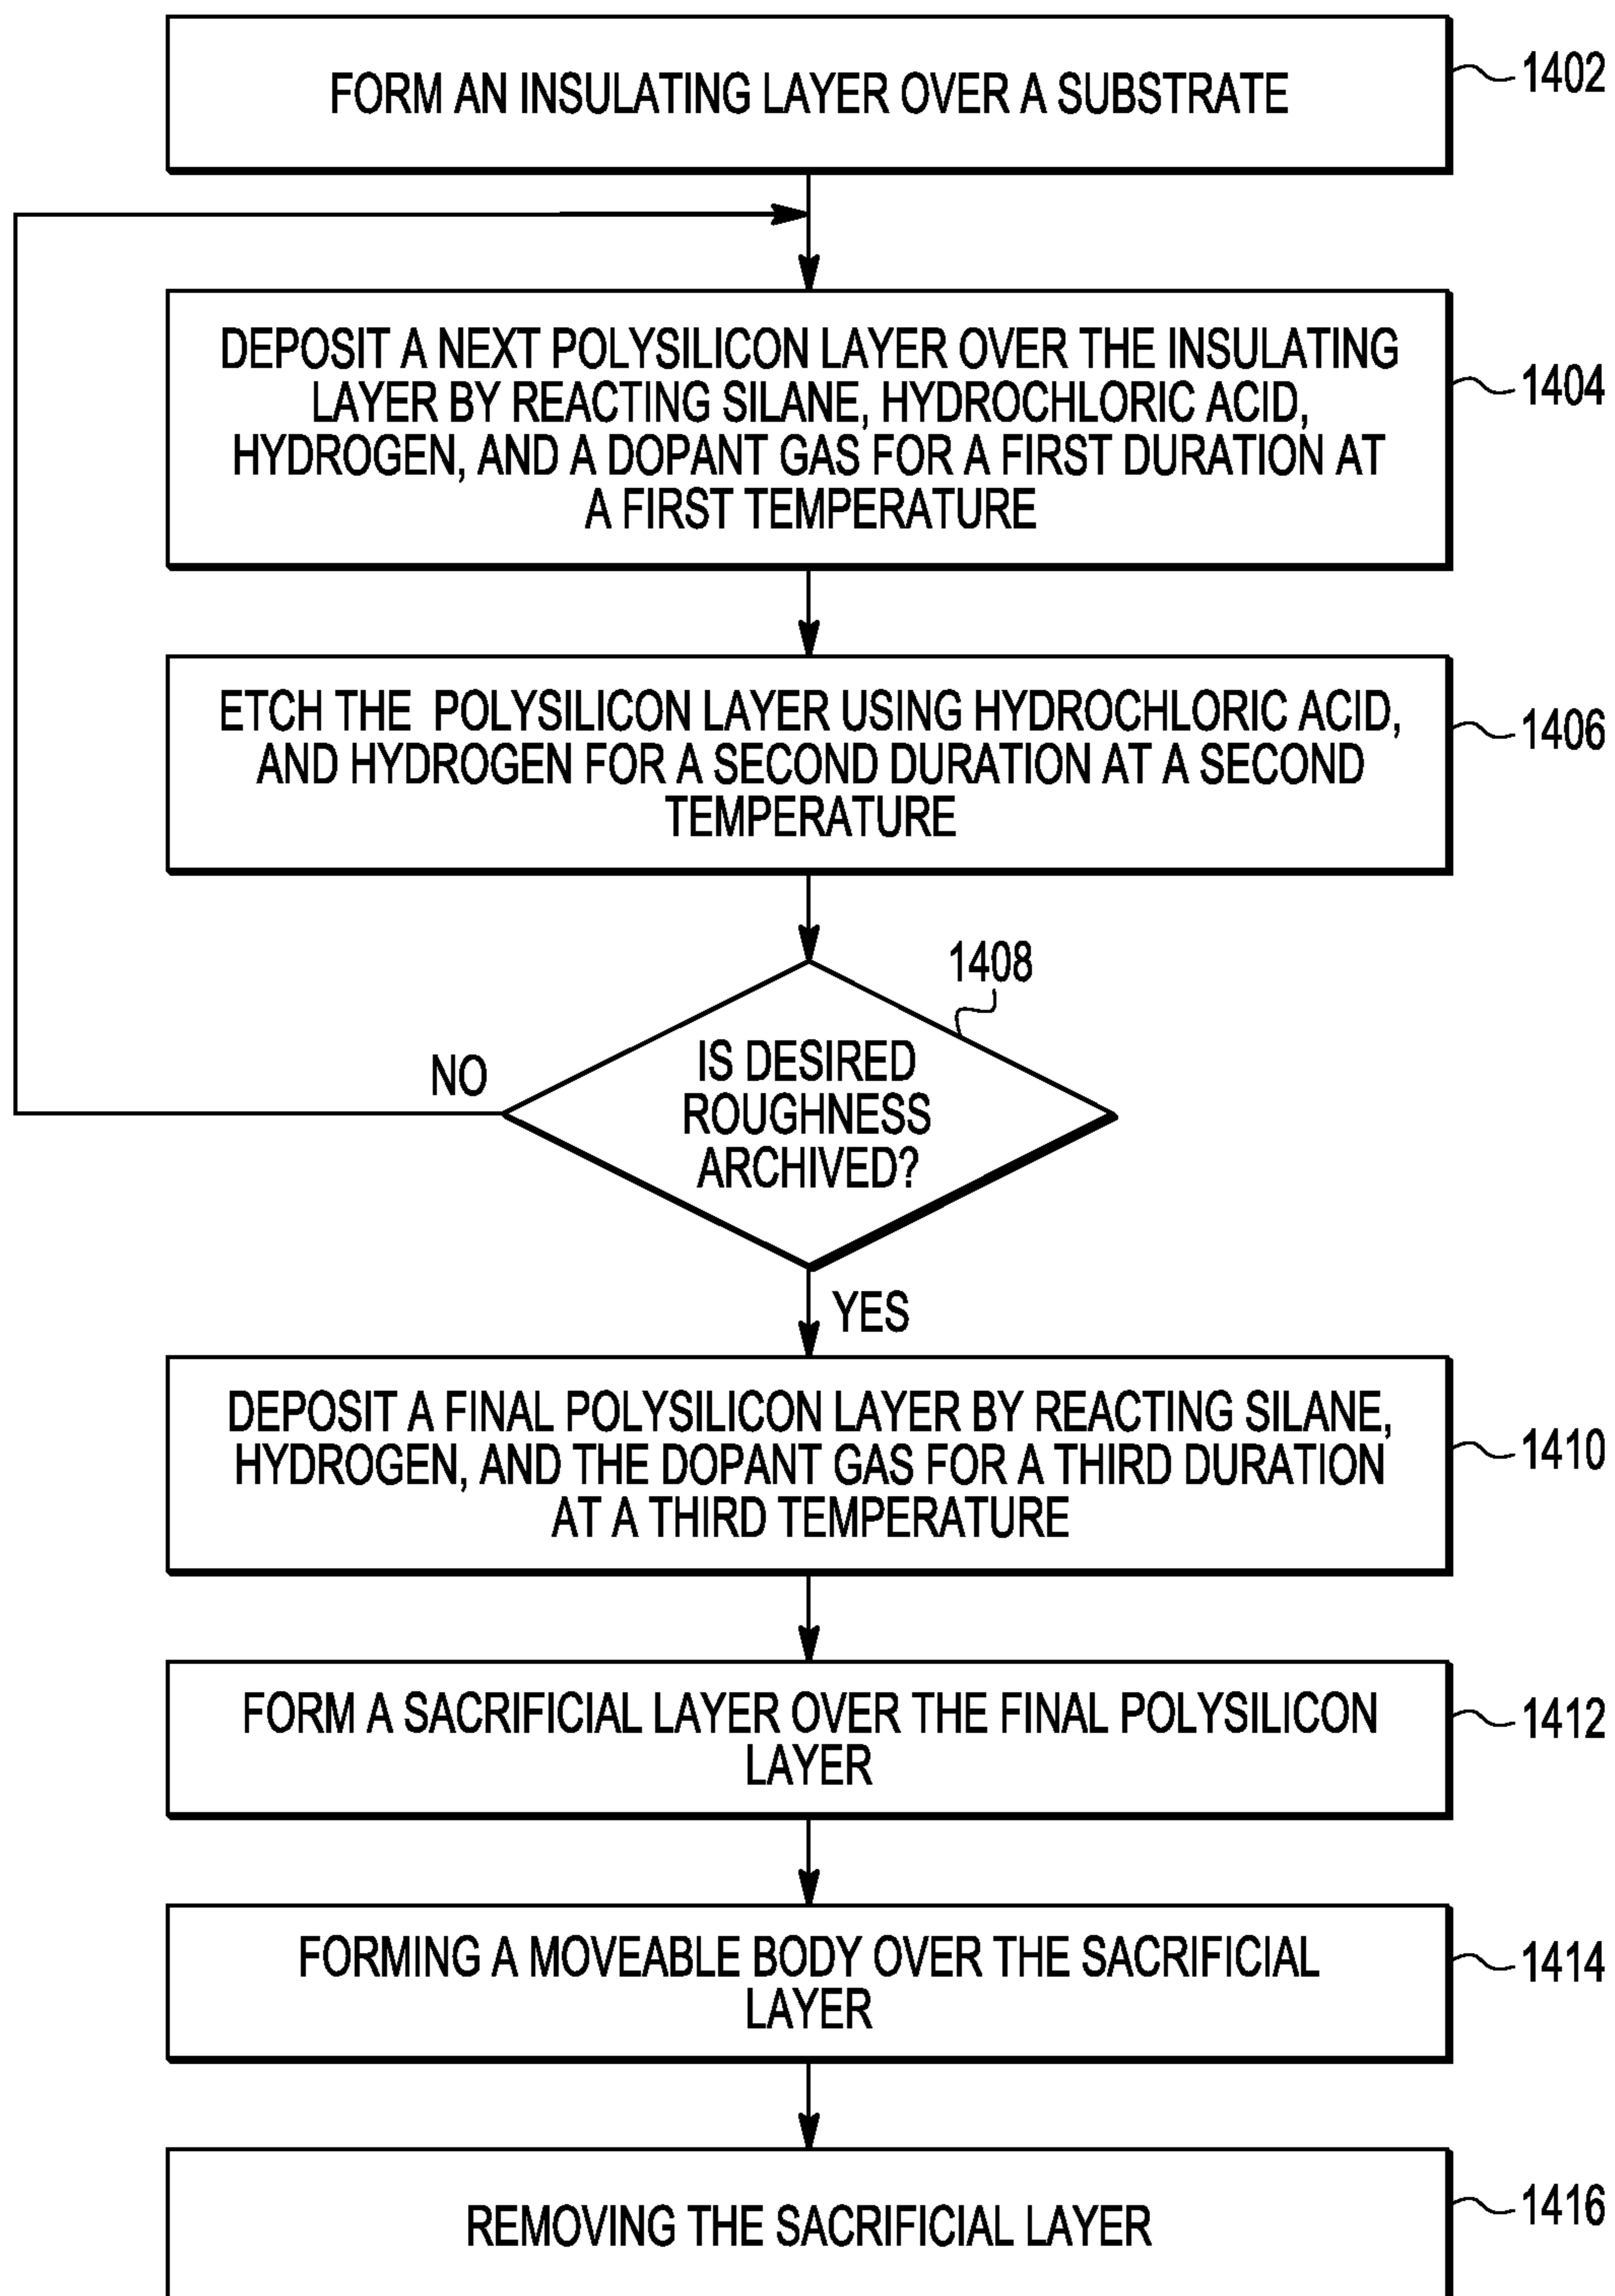 FORM AN INSULATING LAYER OVER A SUBSTRATE
1402
DEPOSIT A NEXT POLYSILICON LAYER OVER THE INSULATING
LAYER BY REACTING SILANE, HYDROCHLORIC ACID,
HYDROGEN, AND A DOPANT GAS FOR A FIRST DURATION AT
A FIRST TEMPERATURE
1404
ETCH THE POLYSILICON LAYER USING HYDROCHLORIC ACID,
AND HYDROGEN FOR A SECOND DURATION AT A SECOND
TEMPERATURE
1406
1408
IS DESIRED
ROUGHNESS
ARCHIVED?
NO
YES
DEPOSIT A FINAL POLYSILICON LAYER BY REACTING SILANE,
HYDROGEN, AND THE DOPANT GAS FOR A THIRD DURATION
AT A THIRD TEMPERATURE
1410
FORM A SACRIFICIAL LAYER OVER THE FINAL POLYSILICON
LAYER
1412
FORMING A MOVEABLE BODY OVER THE SACRIFICIAL
LAYER
1414
REMOVING THE SACRIFICIAL LAYER
1416